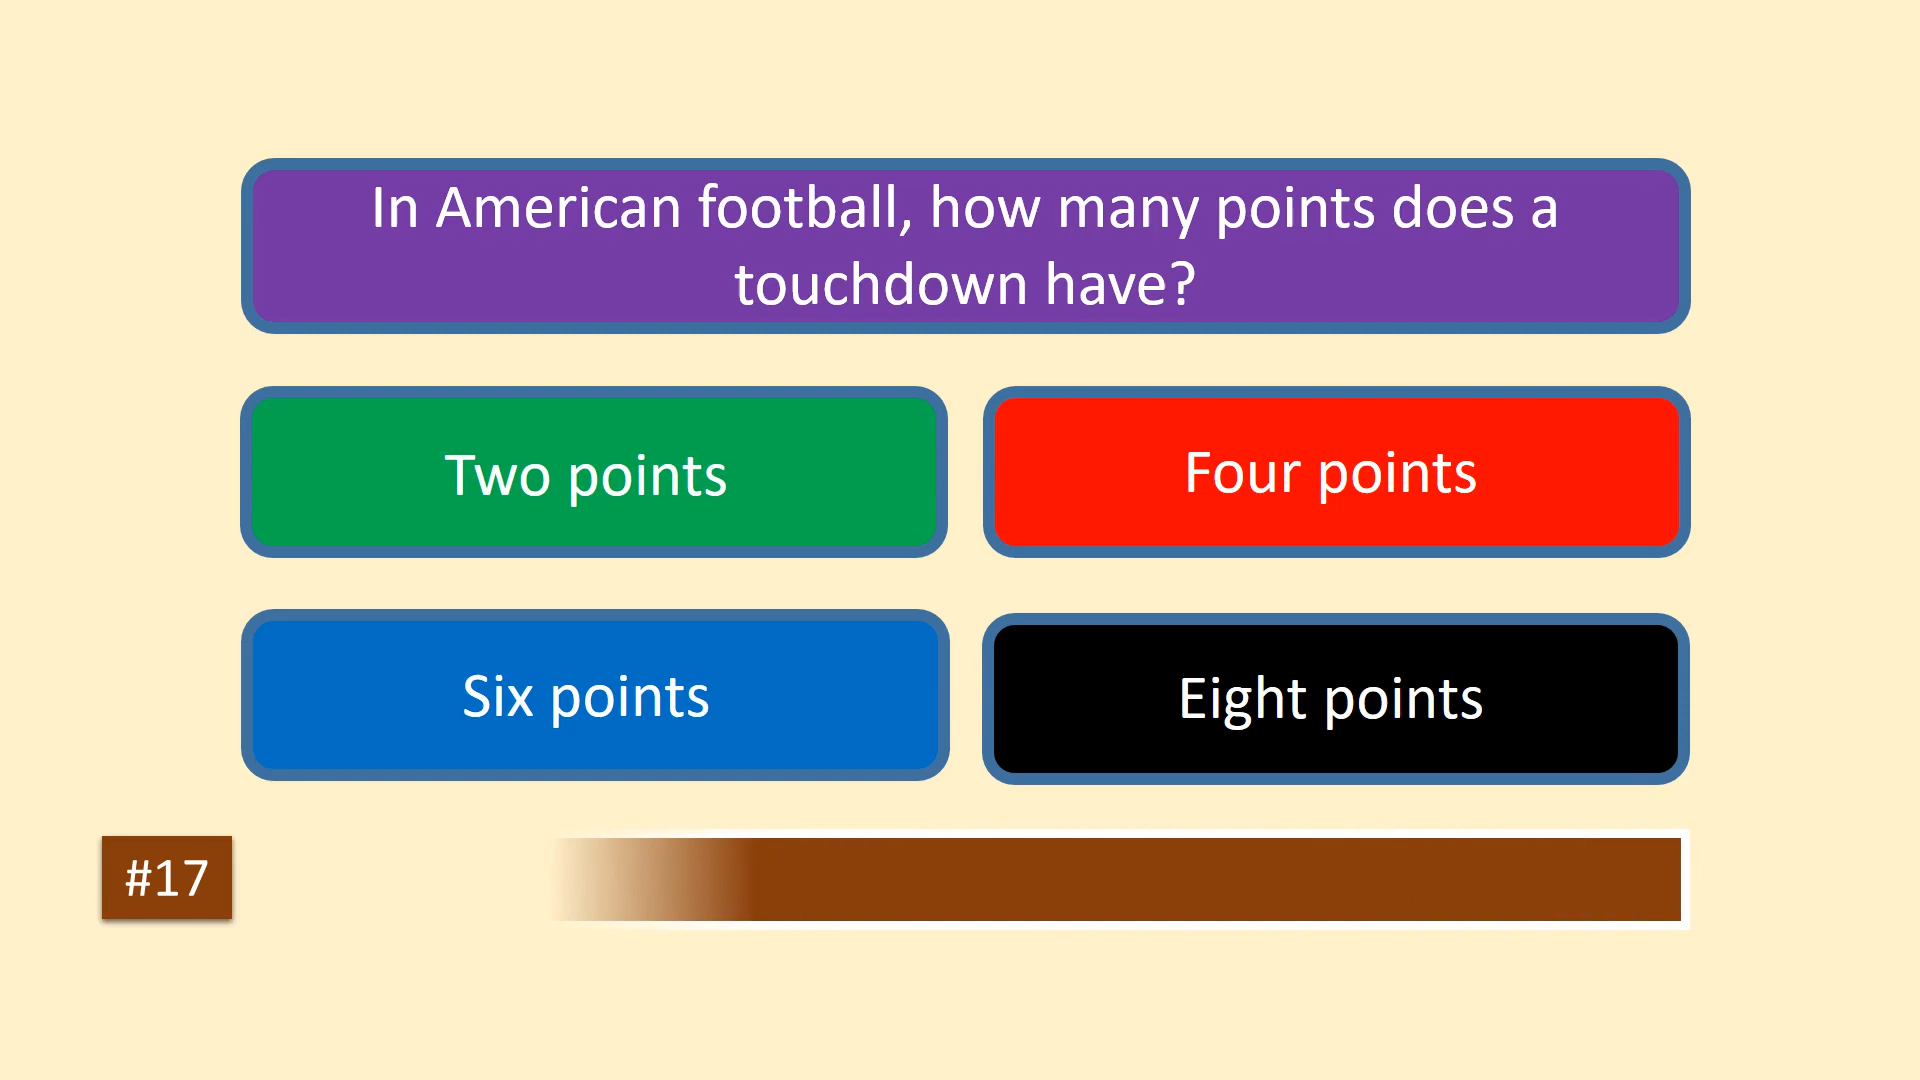 In American football, how many points does a
touchdown have?
Two points
Four points
Six points
Eight points
#17